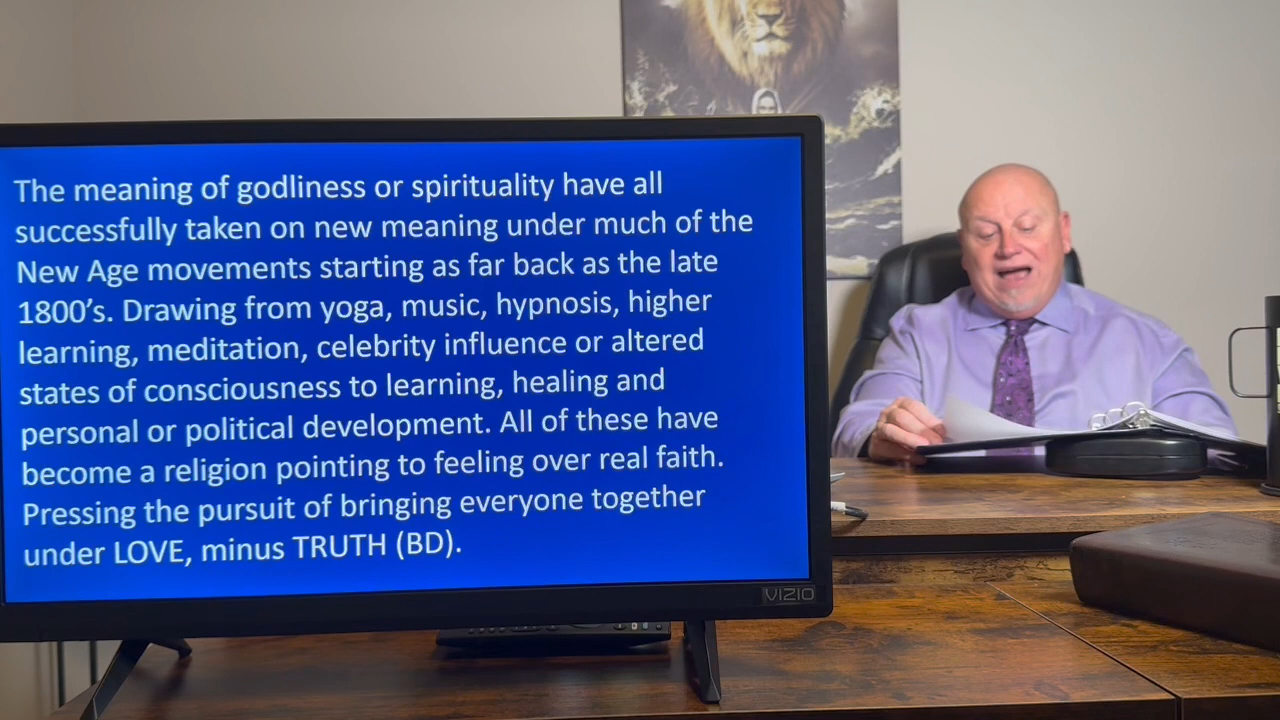 The meaning of godliness or spirituality have all
successfully taken on new meaning under much of the
New Age movements starting as far back as the late
1800's. Drawing from yoga, music, hypnosis, higher
learning, meditation, celebrity influence or altered
states of consciousness to learning, healing and
personal or political development. All of these have
become a religion pointing to feeling over real faith.
Pressing the pursuit of bringing everyone together
under LOVE, minus TRUTH (BD).
VIZIO